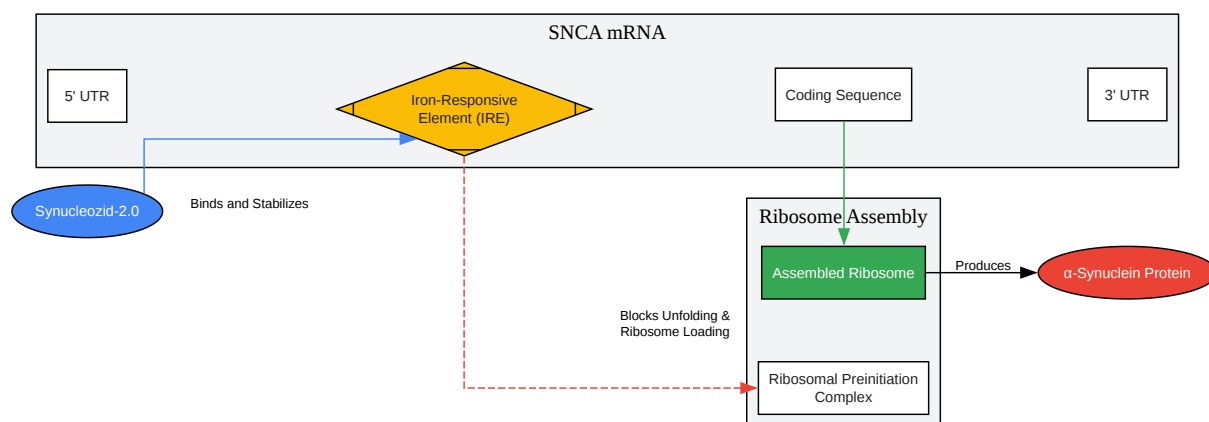 SNCA mRNA
5' UTR
Iron-Responsive
Element (IRE)
Coding Sequence
3' UTR
Synucleozid-2.0
Binds and Stabilizes
Ribosome Assembly
Assembled Ribosome
Produces
α-Synuclein Protein
Blocks Unfolding &
Ribosome Loading
Ribosomal Preinitiation
Complex